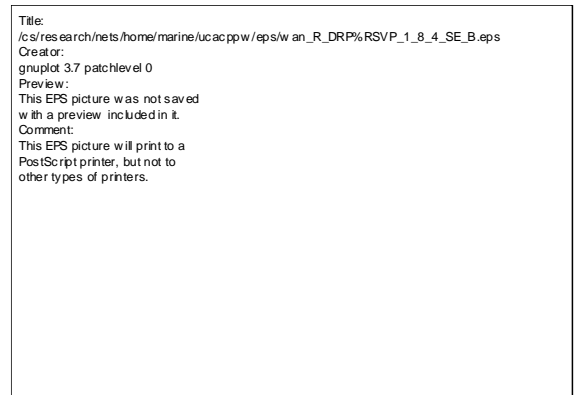 Title:
/cs/research/nets/home/marine/ucacppw/eps/wan_R_DRP%RSVP_1_8_4_SE_B.eps
Creator:
gnuplot 3.7 patchlevel 0
Preview:
This EPS picture was not saved
with a preview included in it.
Comment:
This EPS picture will print to a
PostScript printer, but not to
other types of printers.